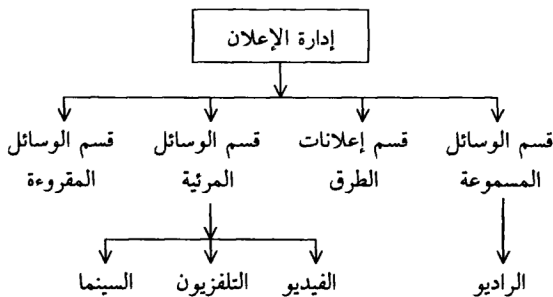 إدارة الإعلان
قسم الوسائل المسموعة
قسم إعلانات الطرق
قسم الوسائل المرئية
قسم الوسائل المقروءة
الراديو
الفيديو
التلفزيون
السينما